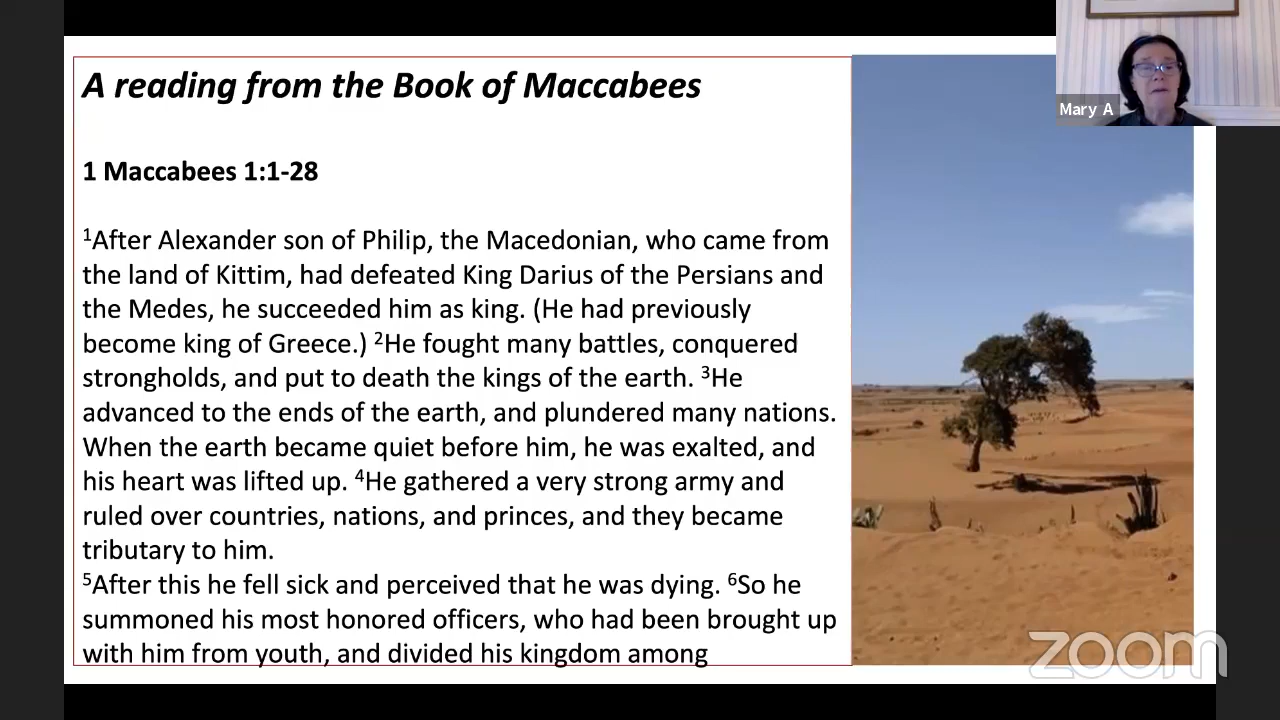 A reading from the Book of Maccabees
1 Maccabees 1:1-28
¹After Alexander son of Philip, the Macedonian, who came from
the land of Kittim, had defeated King Darius of the Persians and
the Medes, he succeeded him as king. (He had previously
become king of Greece.) ²He fought many battles, conquered
strongholds, and put to death the kings of the earth. ³He
advanced to the ends of the earth, and plundered many nations.
When the earth became quiet before him, he was exalted, and
his heart was lifted up. ⁴He gathered a very strong army and
ruled over countries, nations, and princes, and they became
tributary to him.
⁵After this he fell sick and perceived that he was dying. ⁶So he
summoned his most honored officers, who had been brought up
with him from youth, and divided his kingdom among
Mary A
zoom